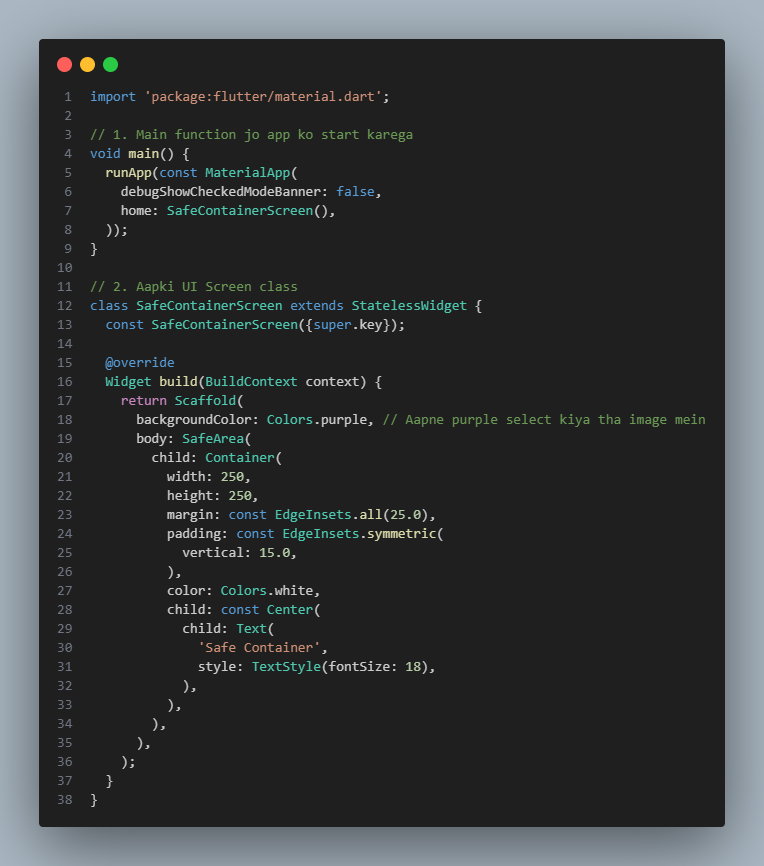 1 import 'package:flutter/material.dart';
2
3 // 1. Main function jo app ko start karega
4 void main() {
5   runApp(const MaterialApp(
6     debugShowCheckedModeBanner: false,
7     home: SafeContainerScreen(),
8   ));
9 }
10
11 // 2. Aapki UI Screen class
12 class SafeContainerScreen extends StatelessWidget {
13   const SafeContainerScreen({super.key});
14
15   @override
16   Widget build(BuildContext context) {
17     return Scaffold(
18       backgroundColor: Colors.purple, // Aapne purple select kiya tha image mein
19       body: SafeArea(
20         child: Container(
21           width: 250,
22           height: 250,
23           margin: const EdgeInsets.all(25.0),
24           padding: const EdgeInsets.symmetric(
25             vertical: 15.0,
26           ),
27           color: Colors.white,
28           child: const Center(
29             child: Text(
30               'Safe Container',
31               style: TextStyle(fontSize: 18),
32             ),
33           ),
34         ),
35       ),
36     );
37   }
38 }